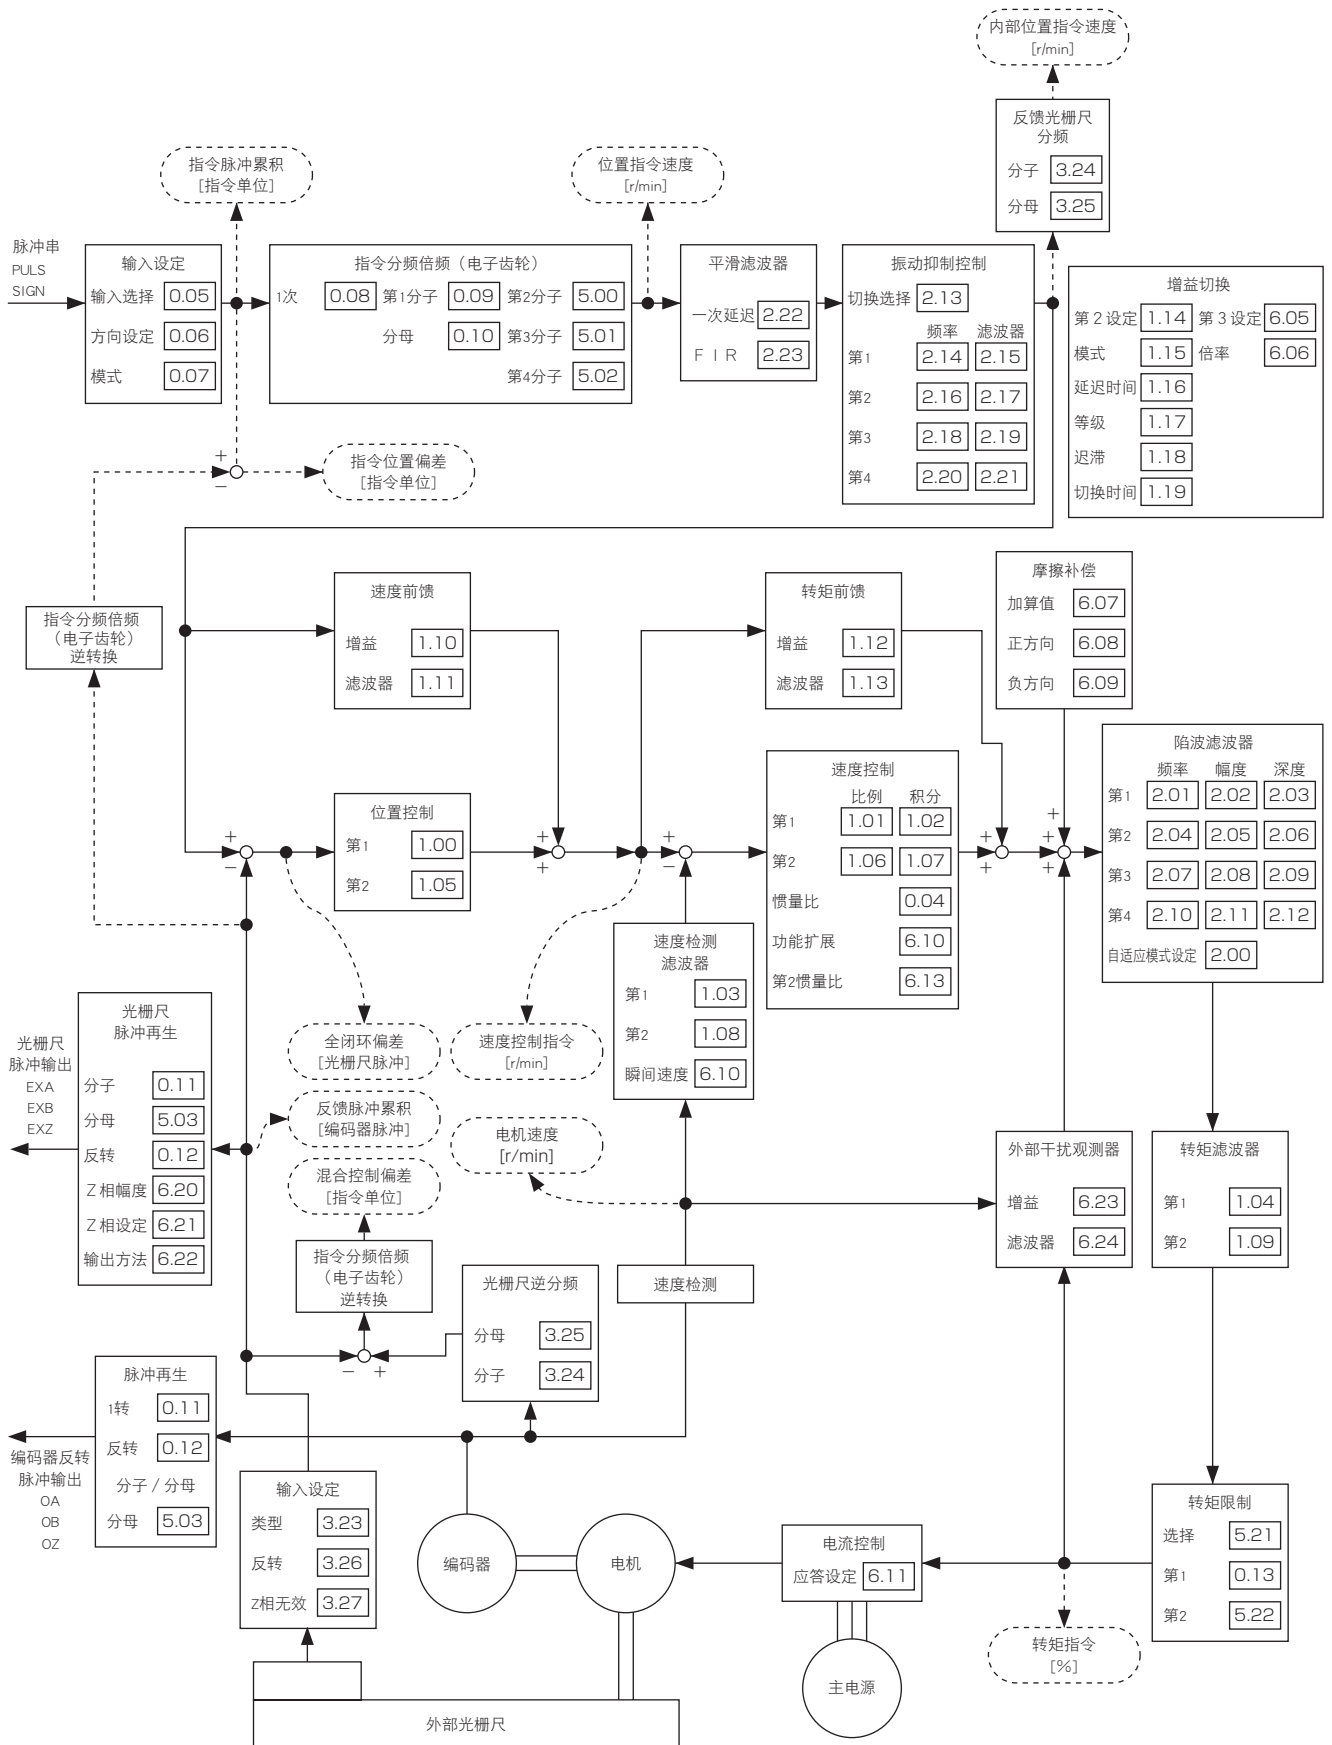 内部位置指令速度
[r/min]
反馈光栅尺
分频
分子 3.24
分母 3.25
指令脉冲累积
[指令单位]
位置指令速度
[r/min]
脉冲串
PULS
SIGN
输入设定
输入选择 0.05
方向设定 0.06
模式 0.07
指令分频倍频（电子齿轮）
1次 0.08 第1分子 0.09 第2分子 5.00
分母 0.10 第3分子 5.01
第4分子 5.02
平滑滤波器
一次延迟 2.22
FIR 2.23
振动抑制控制
切换选择 2.13
频率 滤波器
第1 2.14 2.15
第2 2.16 2.17
第3 2.18 2.19
第4 2.20 2.21
增益切换
第2设定 1.14 第3设定 6.05
模式 1.15 倍率 6.06
延迟时间 1.16
等级 1.17
迟滞 1.18
切换时间 1.19
+
−
指令位置偏差
[指令单位]
指令分频倍频
（电子齿轮）
逆转换
速度前馈
增益 1.10
滤波器 1.11
转矩前馈
增益 1.12
滤波器 1.13
摩擦补偿
加算值 6.07
正方向 6.08
负方向 6.09
+
−
位置控制
第1 1.00
第2 1.05
+
+
+
−
速度控制
比例 积分
第1 1.01 1.02
第2 1.06 1.07
惯量比 0.04
功能扩展 6.10
第2惯量比 6.13
+
+
+
+
+
陷波滤波器
频率 幅度 深度
第1 2.01 2.02 2.03
第2 2.04 2.05 2.06
第3 2.07 2.08 2.09
第4 2.10 2.11 2.12
自适应模式设定 2.00
速度检测
滤波器
第1 1.03
第2 1.08
瞬间速度 6.10
光栅尺
脉冲输出
EXA
EXB
EXZ
光栅尺
脉冲再生
分子 0.11
分母 5.03
反转 0.12
Z相幅度 6.20
Z相设定 6.21
输出方法 6.22
全闭环偏差
[光栅尺脉冲]
速度控制指令
[r/min]
反馈脉冲累积
[编码器脉冲]
电机速度
[r/min]
混合控制偏差
[指令单位]
指令分频倍频
（电子齿轮）
逆转换
− +
光栅尺逆分频
分母 3.25
分子 3.24
速度检测
外部干扰观测器
增益 6.23
滤波器 6.24
转矩滤波器
第1 1.04
第2 1.09
脉冲再生
1转 0.11
反转 0.12
分子 / 分母
分母 5.03
编码器反转
脉冲输出
OA
OB
OZ
输入设定
类型 3.23
反转 3.26
Z相无效 3.27
编码器
电机
电流控制
应答设定 6.11
转矩限制
选择 5.21
第1 0.13
第2 5.22
转矩指令
[%]
主电源
外部光栅尺